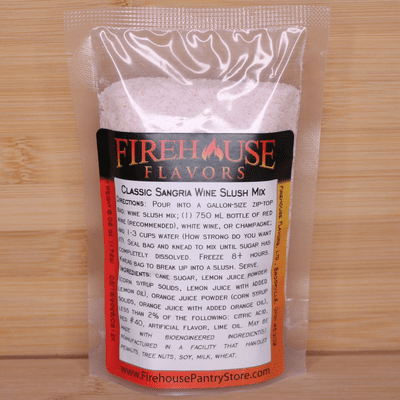 FIREHOUSE
FLAVORS
CLASSIC SANGRIA WINE SLUSH MIX
DIRECTIONS: POUR INTO A GALLON-SIZE ZIP-TOP
BAG WINE SLUSH MIX; (1) 750 ML BOTTLE OF RED
WINE (RECOMMENDED), WHITE WINE, OR CHAMPAGNE;
AND 1-3 CUPS WATER (HOW STRONG DO YOU WANT
IT). SEAL BAG AND KNEAD TO MIX UNTIL SUGAR HAS
COMPLETELY DISSOLVED. FREEZE 8+ HOURS.
KNEAD BAG TO BREAK UP INTO A SLUSH. SERVE.
INGREDIENTS: CANE SUGAR, LEMON JUICE POWDER
(CORN SYRUP SOLIDS, LEMON JUICE WITH ADDED
LEMON OIL), ORANGE JUICE POWDER (CORN SYRUP
SOLIDS, ORANGE JUICE WITH ADDED ORANGE OIL),
LESS THAN 2% OF THE FOLLOWING: CITRIC ACID,
RED #40, ARTIFICIAL FLAVOR, LIME OIL. MAY BE
MADE WITH BIOENGINEERED INGREDIENT(S).
MANUFACTURED IN A FACILITY THAT HANDLES
PEANUTS, TREE NUTS, SOY, MILK, WHEAT.
www.FirehousePantryStore.com